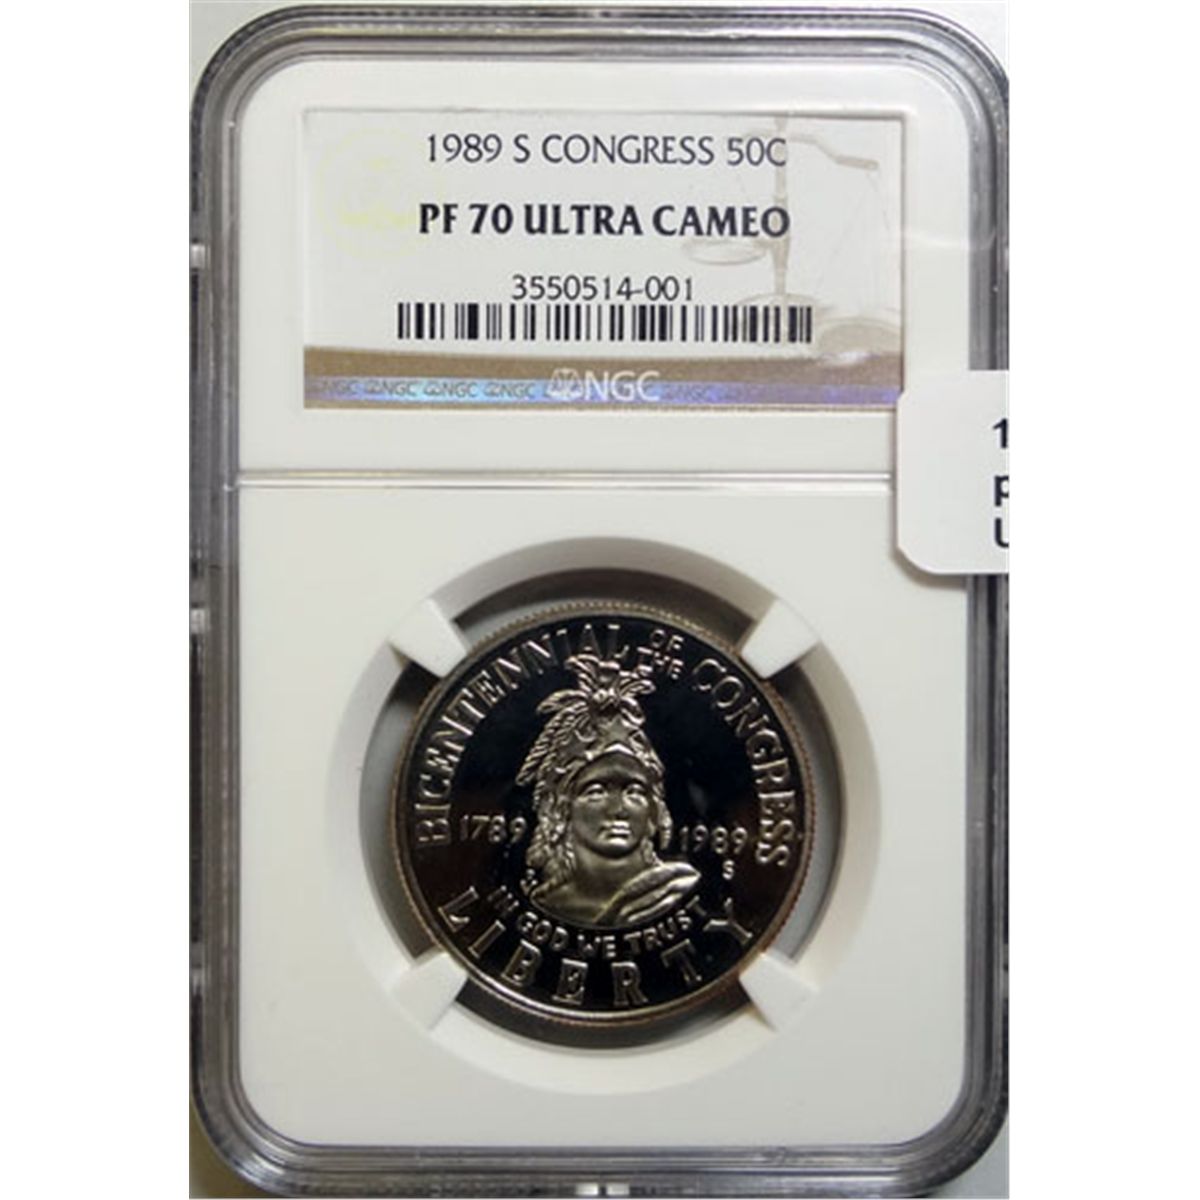 1989 S CONGRESS 50C
PF 70 ULTRA CAMEO
3550514-001
NGC NGC NGC NGC NGC
1
p
U
BICENTENNIAL OF THE CONGRESS
1789 1989
S
IN GOD WE TRUST
LIBERTY